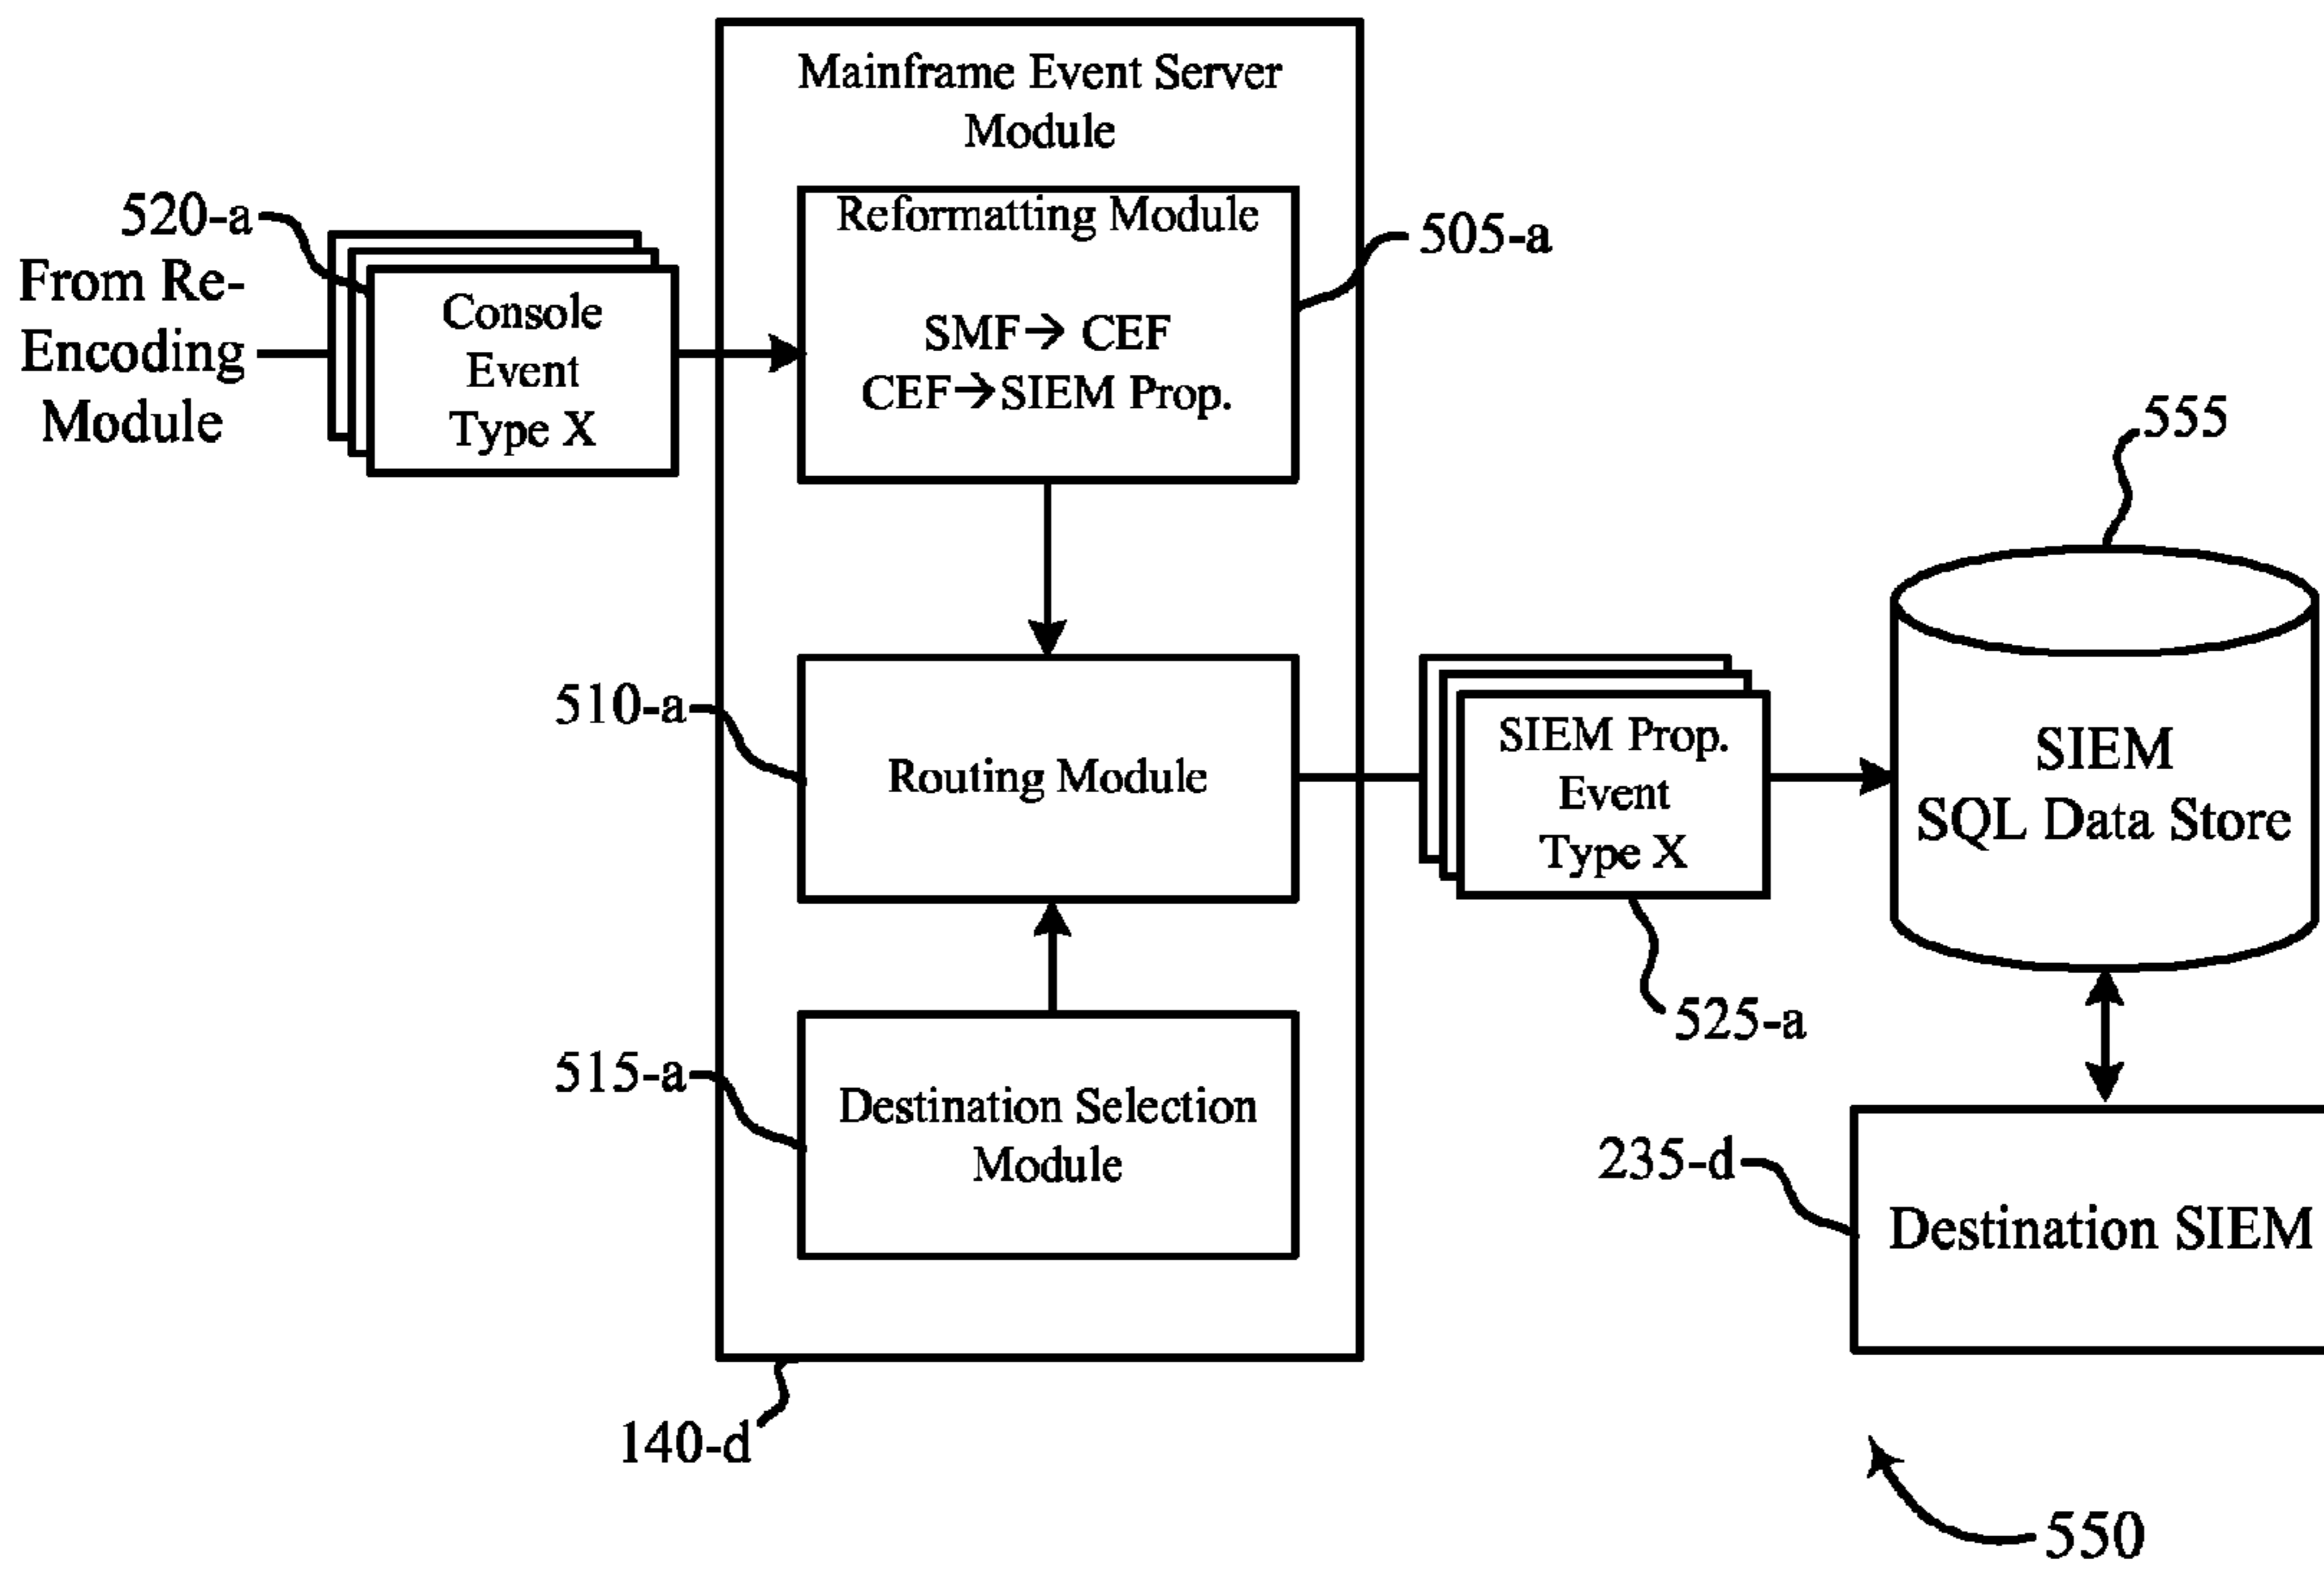 Mainframe Event Server
Module
520-a
From Re-
Encoding
Module
Console
Event
Type X
Reformatting Module
SMF→ CEF
CEF→SIEM Prop.
505-a
510-a
Routing Module
SIEM Prop.
Event
Type X
525-a
555
SIEM
SQL Data Store
515-a
Destination Selection
Module
235-d
Destination SIEM
140-d
550